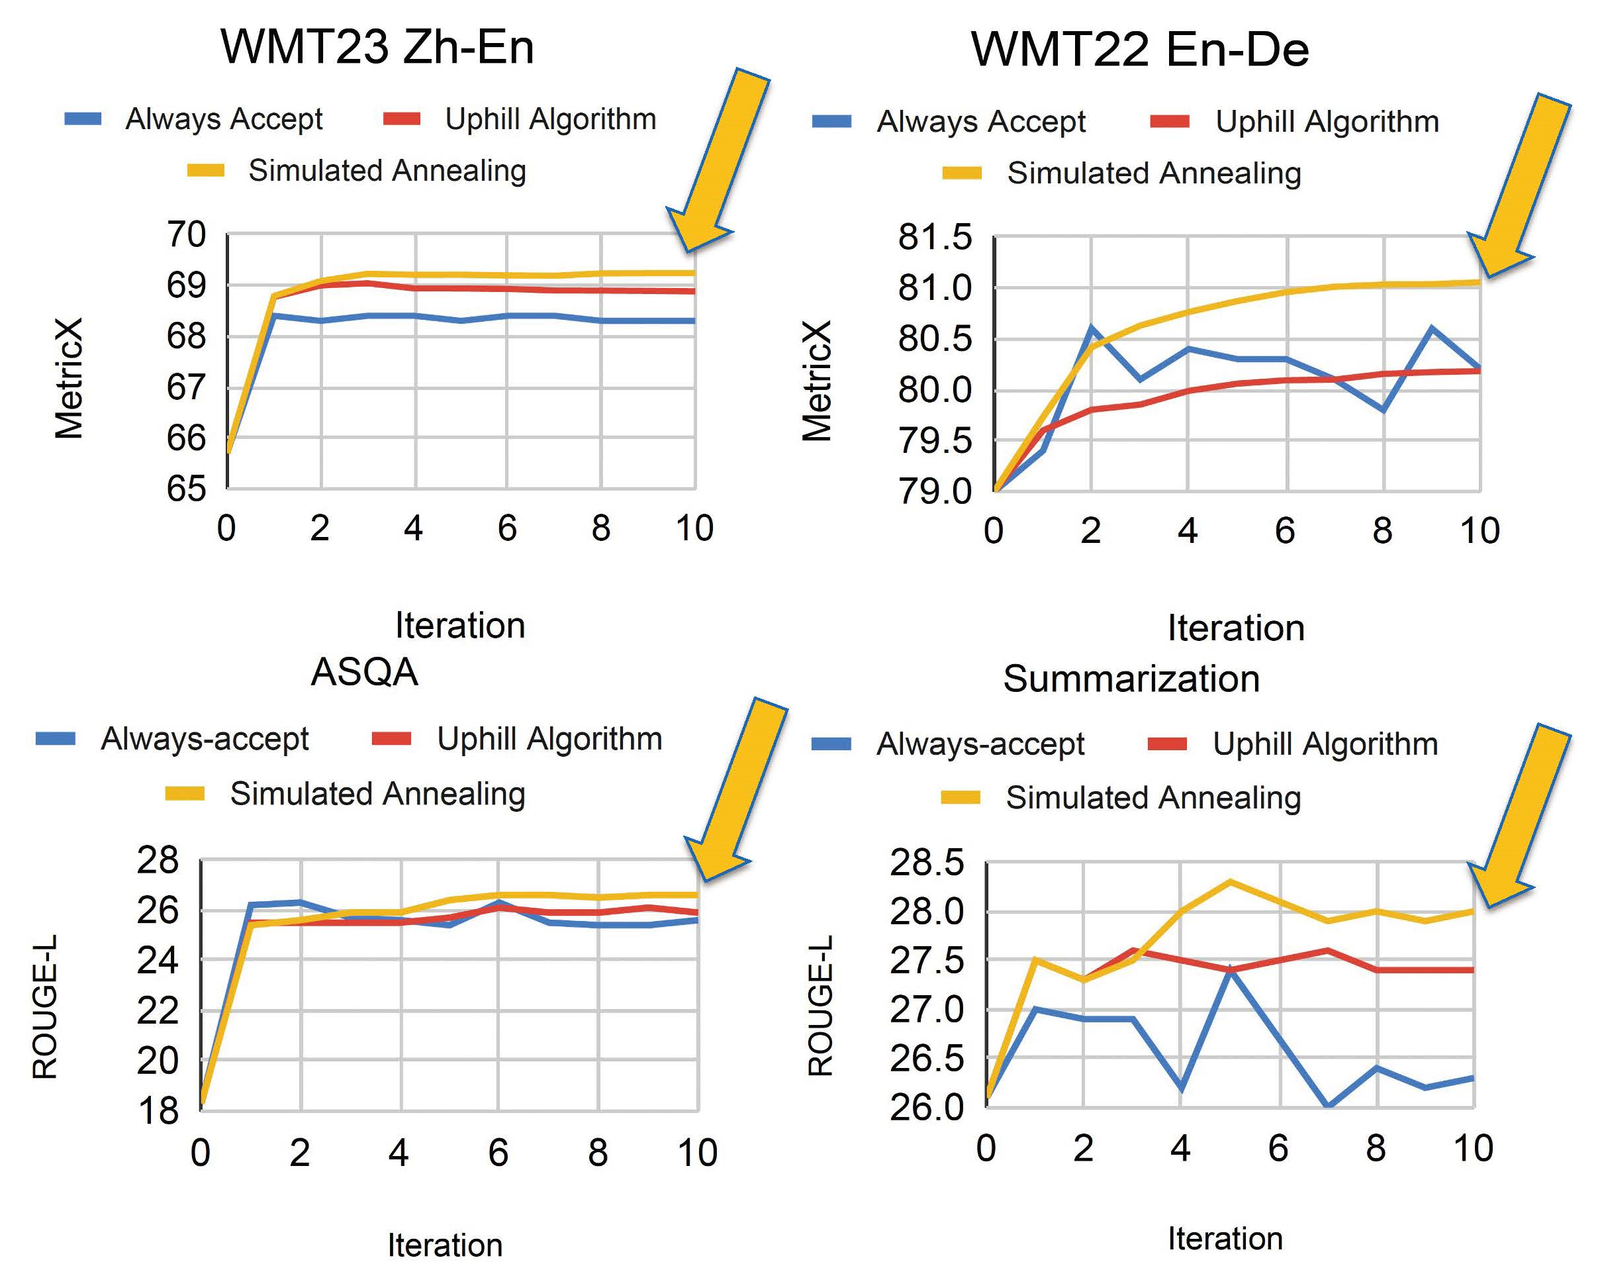 WMT23 Zh-En
Always Accept
Uphill Algorithm
Simulated Annealing
70
69
68
67
66
65
MetricX
0 2 4 6 8 10
Iteration
WMT22 En-De
Always Accept
Uphill Algorithm
Simulated Annealing
81.5
81.0
80.5
80.0
79.5
79.0
MetricX
0 2 4 6 8 10
Iteration
ASQA
Always-accept
Uphill Algorithm
Simulated Annealing
28
26
24
22
20
18
ROUGE-L
0 2 4 6 8 10
Iteration
Summarization
Always-accept
Uphill Algorithm
Simulated Annealing
28.5
28.0
27.5
27.0
26.5
26.0
ROUGE-L
0 2 4 6 8 10
Iteration